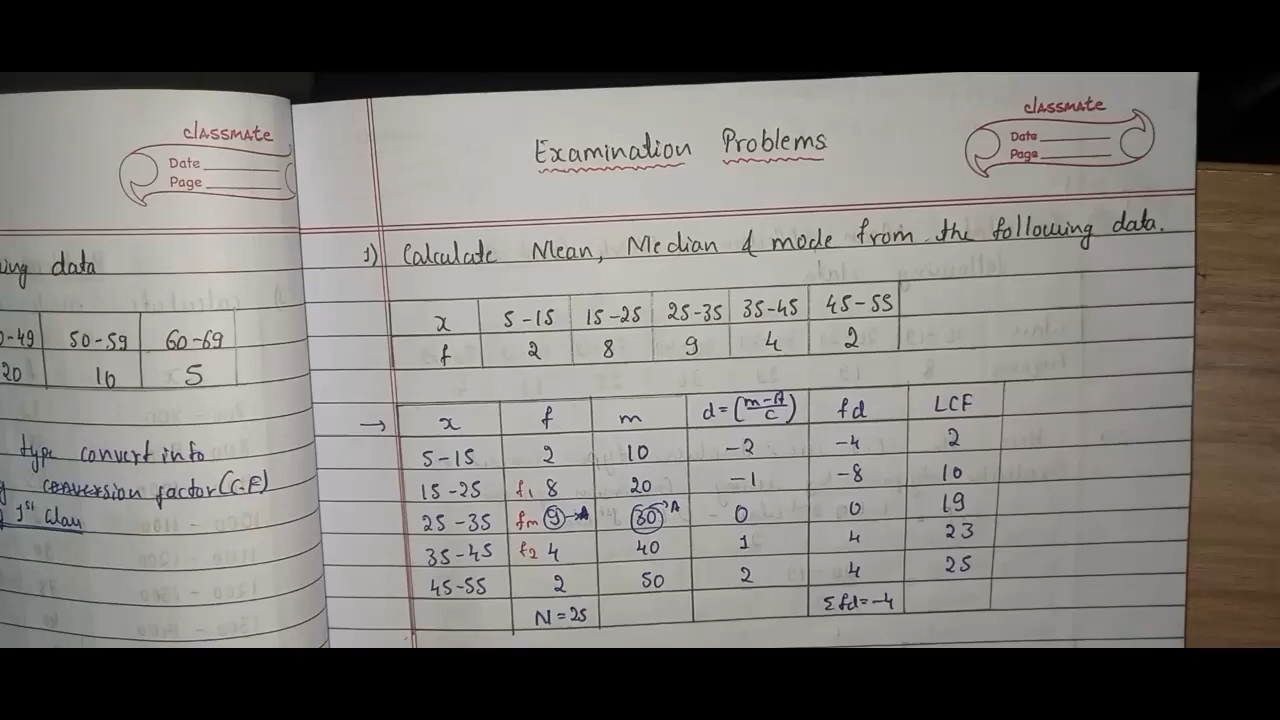 classmate
Date
Page
ing data
0-49 50-59 60-69
20 10 5
type convert into
conversion factor (C.F)
1st Class
classmate
Date
Page
Examination Problems
1) Calculate Mean, Median & mode from the following data.
x 5-15 15-25 25-35 35-45 45-55
f 2 8 9 4 2
→ x f m d=(m-A/C) fd LCF
5-15 2 10 -2 -4 2
15-25 f1 8 20 -1 -8 10
25-35 fm 9→A 30→A 0 0 19
35-45 f2 4 40 1 4 23
45-55 2 50 2 4 25
N=25 Σfd=-4